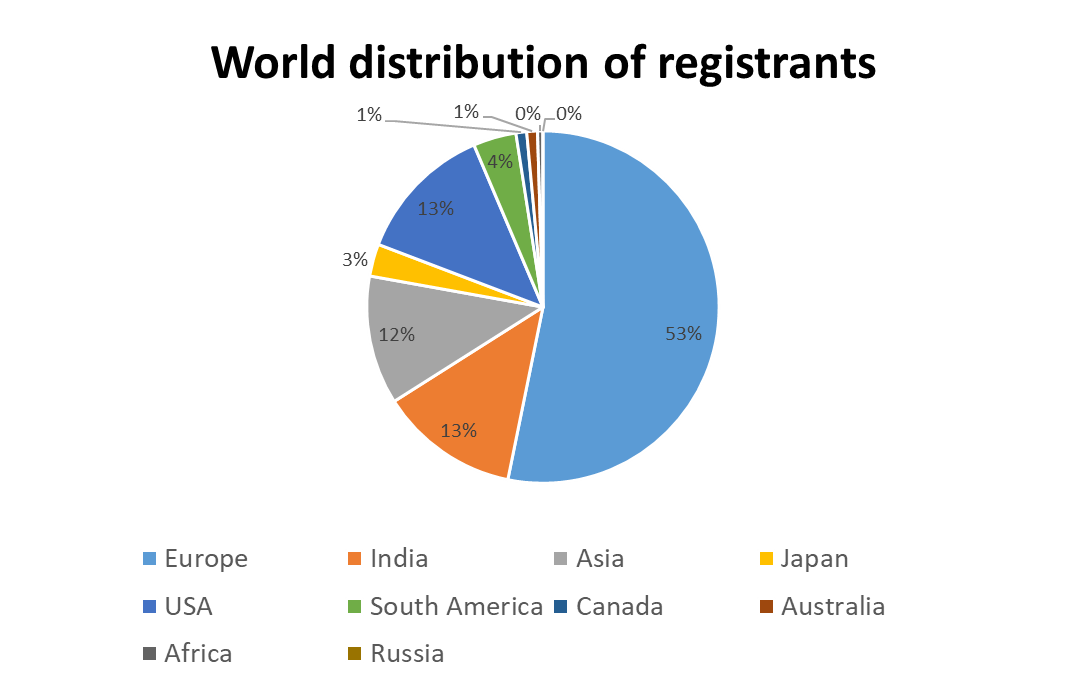 World distribution of registrants
1%
1%
0%
0%
4%
13%
3%
12%
53%
13%
Europe
India
Asia
Japan
USA
South America
Canada
Australia
Africa
Russia